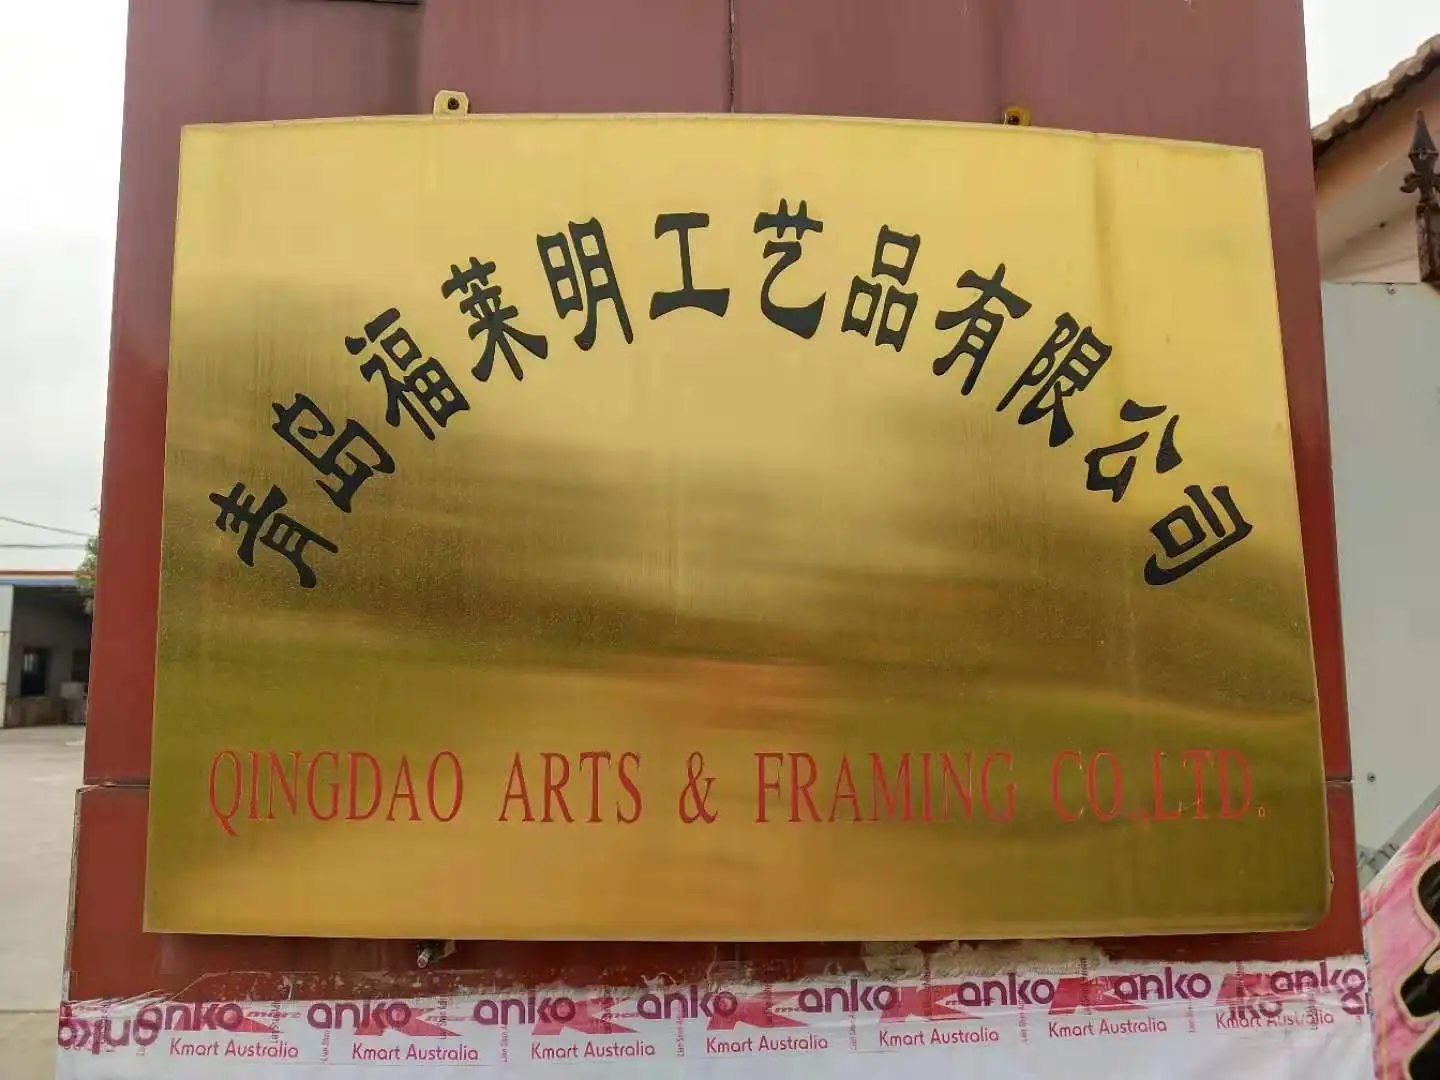 青岛福莱明工艺品有限公司
QINGDAO ARTS & FRAMING CO.,LTD。
anko anko anko anko anko anko anko anko anko
Kmart Australia Kmart Australia Kmart Australia Kmart Australia Kmart Australia Kmart Australia Kmart Australia